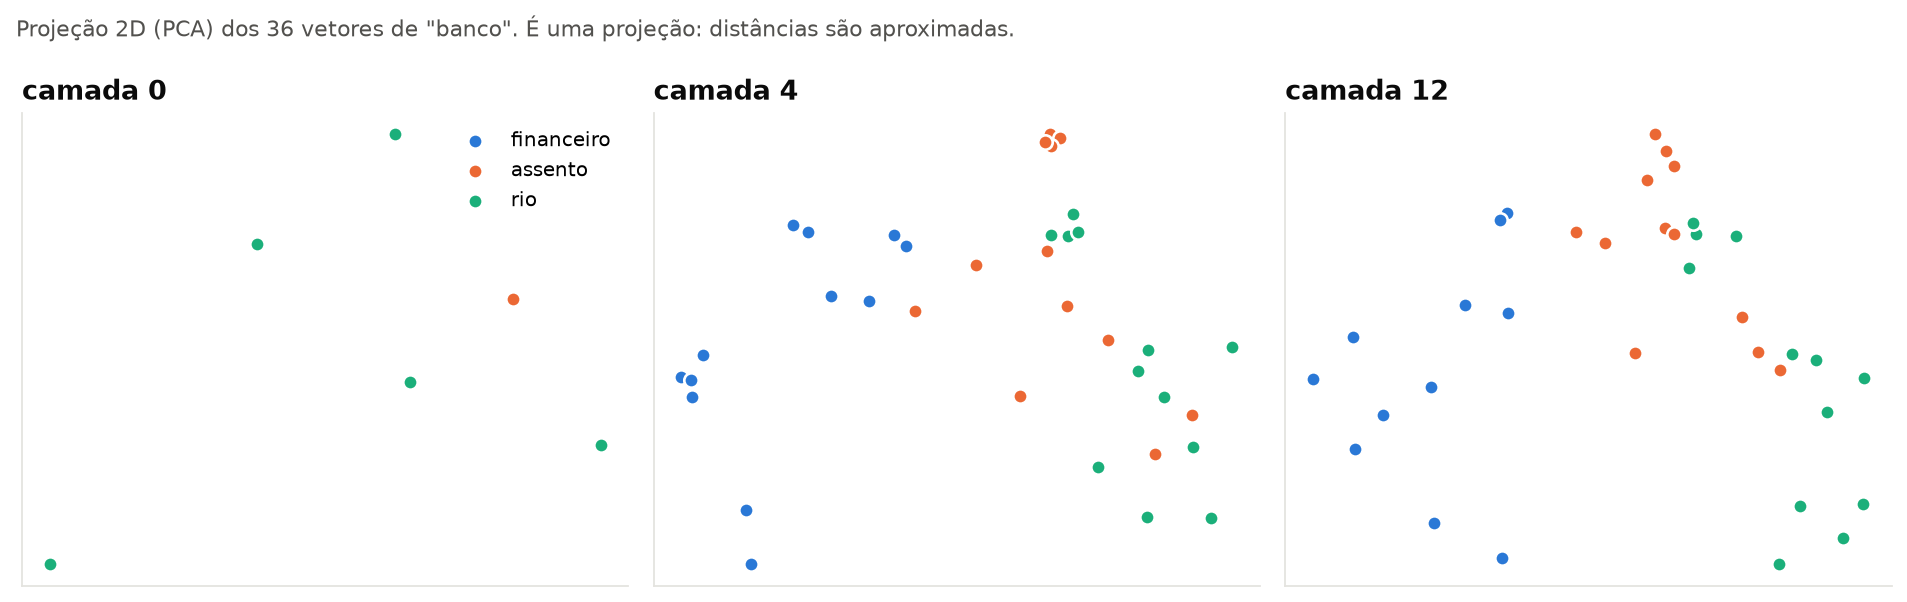 Projeção 2D (PCA) dos 36 vetores de "banco". É uma projeção: distâncias são aproximadas.
camada 0
camada 4
camada 12
financeiro
assento
rio